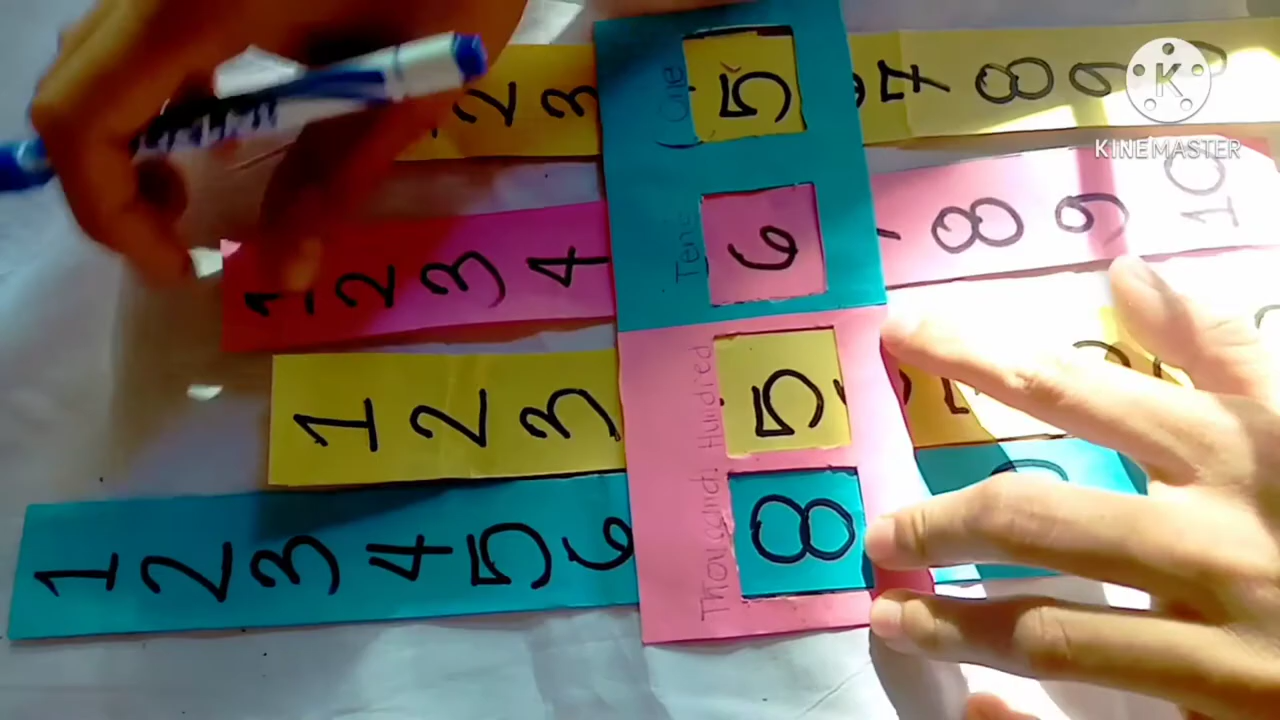 Thousand Hundred Tens (One
8 5 6 5
2 3 7 8 9
1 2 3 4 8 9 10
1 2 3
1 2 3 4 5 6
K
KINEMASTER